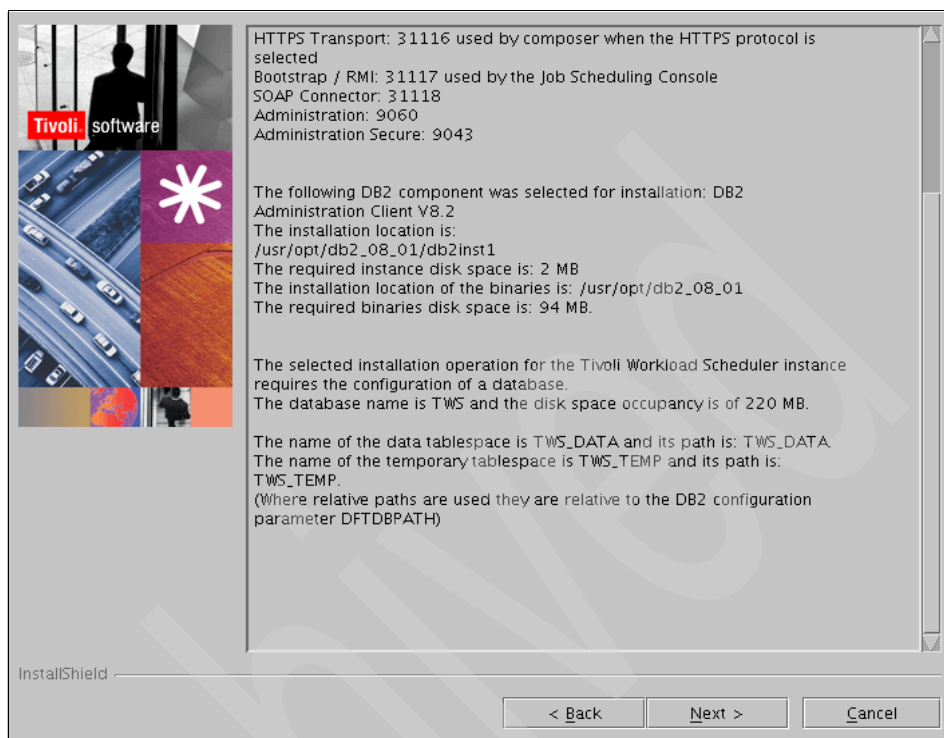 Tivoli. software
HTTPS Transport: 31116 used by composer when the HTTPS protocol is
selected
Bootstrap / RMI: 31117 used by the Job Scheduling Console
SOAP Connector: 31118
Administration: 9060
Administration Secure: 9043
The following DB2 component was selected for installation: DB2
Administration Client V8.2
The installation location is:
/usr/opt/db2_08_01/db2inst1
The required instance disk space is: 2 MB
The installation location of the binaries is: /usr/opt/db2_08_01
The required binaries disk space is: 94 MB.
The selected installation operation for the Tivoli Workload Scheduler instance
requires the configuration of a database.
The database name is TWS and the disk space occupancy is of 220 MB.
The name of the data tablespace is TWS_DATA and its path is: TWS_DATA.
The name of the temporary tablespace is TWS_TEMP and its path is:
TWS_TEMP.
(Where relative paths are used they are relative to the DB2 configuration
parameter DFTDBPATH)
InstallShield
< Back
Next >
Cancel